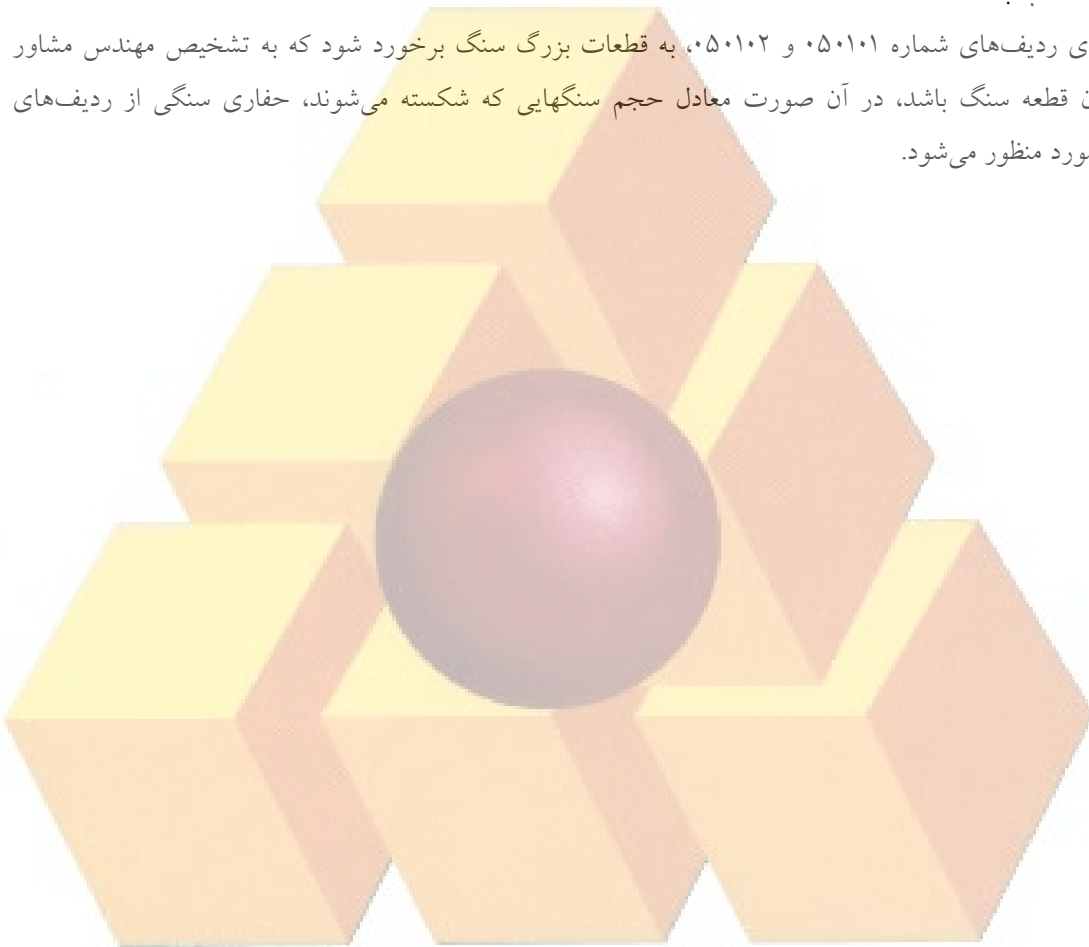 ی ردیف‌های شماره ۰۵۰۱۰۱ و ۰۵۰۱۰۲، به قطعات بزرگ سنگ برخورد شود که به تشخیص مهندس مشاور
قطعه سنگ باشد، در آن صورت معادل حجم سنگهایی که شکسته می‌شوند، حفاری سنگی از ردیف‌های
منظور می‌شود.